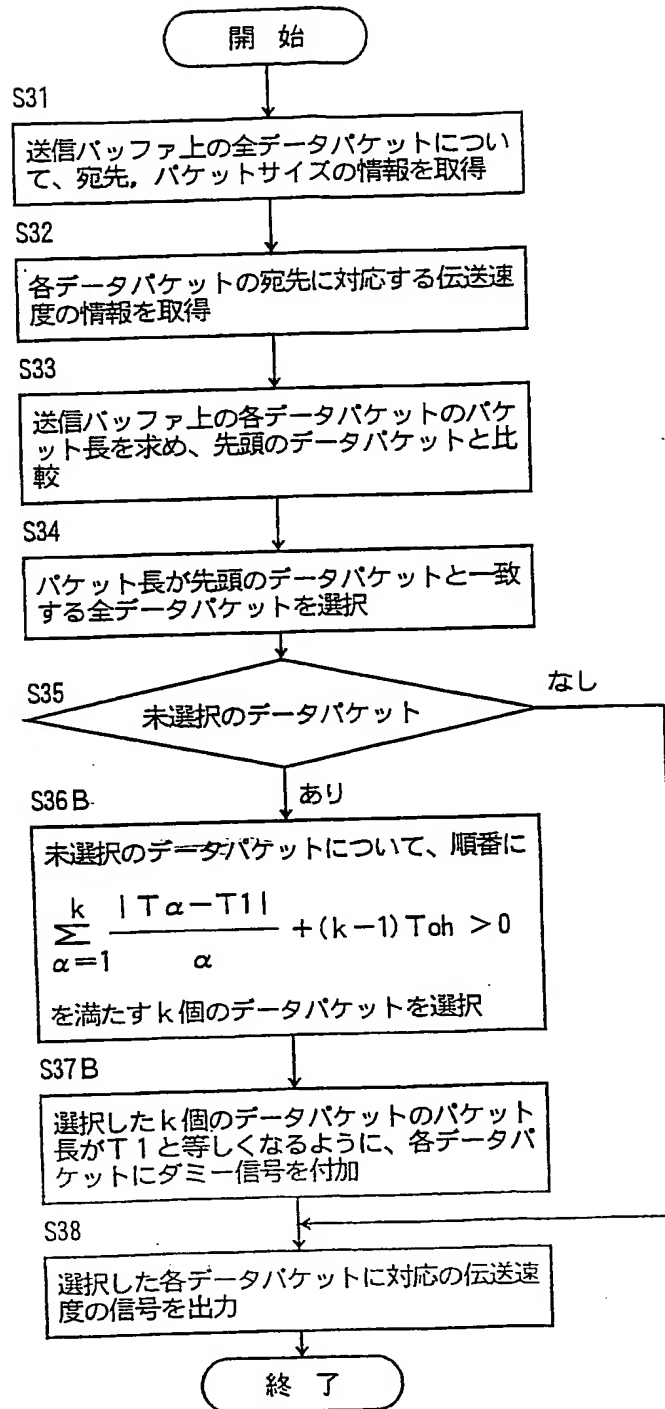 開 始
S31
送信バッファ上の全データパケットについ
て、宛先，パケットサイズの情報を取得
S32
各データパケットの宛先に対応する伝送速
度の情報を取得
S33
送信バッファ上の各データパケットのパケ
ット長を求め、先頭のデータパケットと比
較
S34
パケット長が先頭のデータパケットと一致
する全データパケットを選択
S35
未選択のデータパケット
なし
あり
S36B
未選択のデータパケットについて、順番に
k
Σ |Tα−T1| / α +(k−1)Toh >0
α=1
を満たすk個のデータパケットを選択
S37B
選択したk個のデータパケットのパケット
長がT1と等しくなるように、各データパ
ケットにダミー信号を付加
S38
選択した各データパケットに対応の伝送速
度の信号を出力
終 了